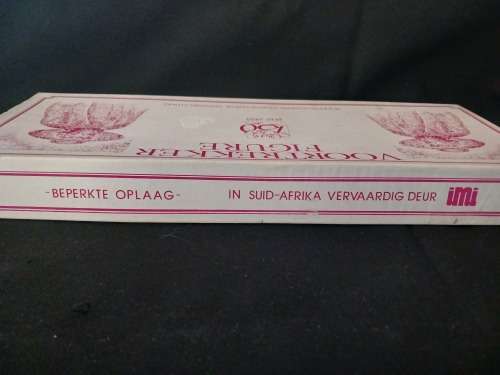 150
VOORTREKKER
FIGURE
-BEPERKTE OPLAAG- IN SUID-AFRIKA VERVAARDIG DEUR imi